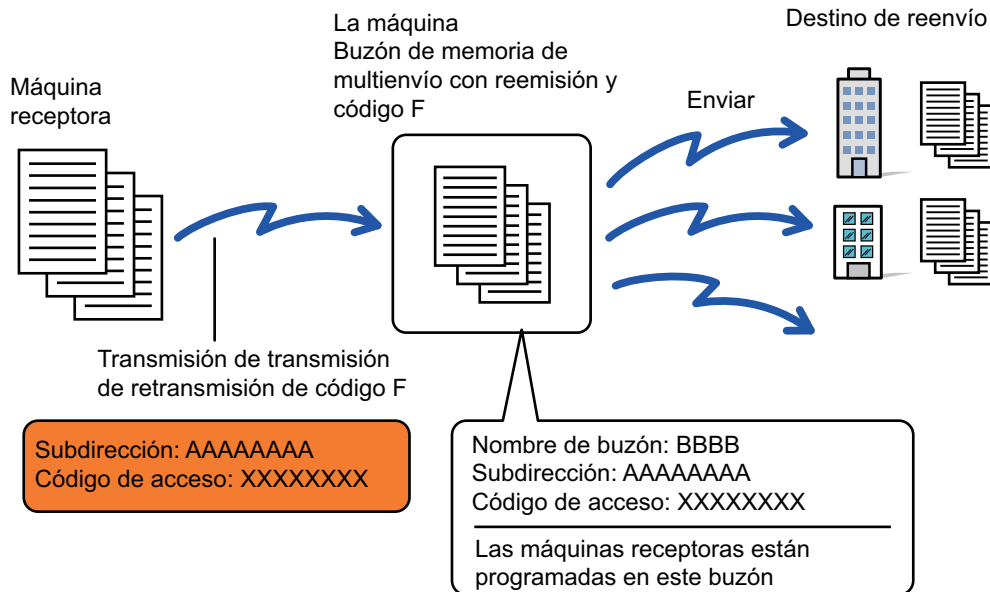 Máquina
receptora
La máquina
Buzón de memoria de
multienvío con reemisión y
código F
Destino de reenvío
Enviar
Transmisión de transmisión
de retransmisión de código F
Subdirección: AAAAAAAA
Código de acceso: XXXXXXXX
Nombre de buzón: BBBB
Subdirección: AAAAAAAA
Código de acceso: XXXXXXXX
Las máquinas receptoras están
programadas en este buzón